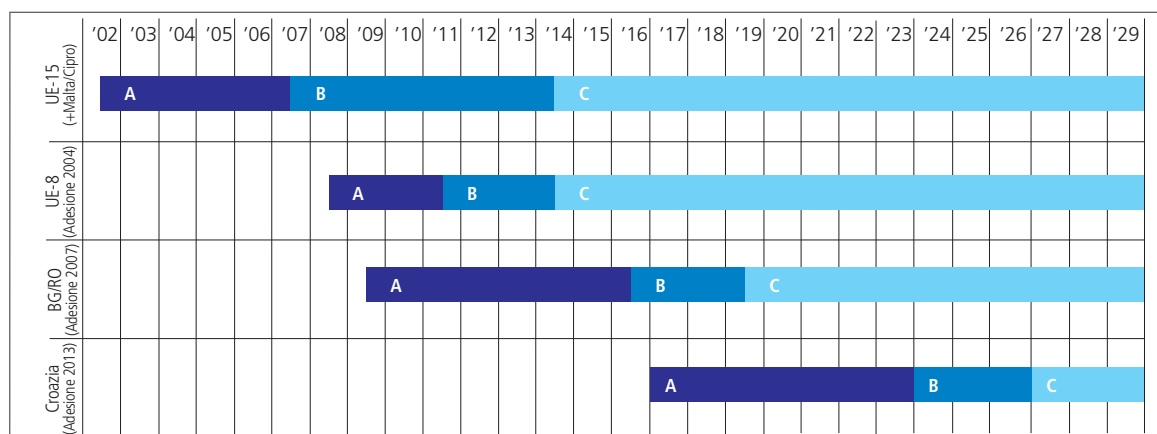 ’02 ’03 ’04 ’05 ’06 ’07 ’08 ’09 ’10 ’11 ’12 ’13 ’14 ’15 ’16 ’17 ’18 ’19 ’20 ’21 ’22 ’23 ’24 ’25 ’26 ’27 ’28 ’29
UE-15
(+Malta/Cipro)
A B C
UE-8
(Adesione 2004)
A B C
BG/RO
(Adesione 2007)
A B C
Croazia
(Adesione 2013)
A B C